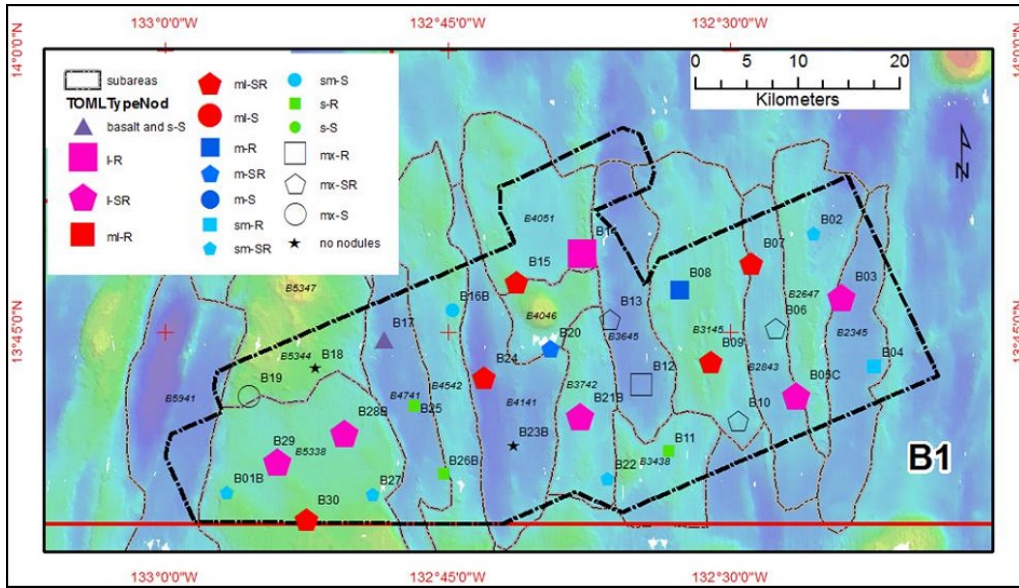 133°0'0"W
132°45'0"W
132°30'0"W
14°0'0"N
14°0'0"N
subareas
TOMLTypeNod
basalt and s-S
l-R
l-SR
ml-R
ml-SR
ml-S
m-R
m-SR
m-S
sm-R
sm-SR
sm-S
s-R
s-S
mx-R
mx-SR
mx-S
no nodules
0 5 10 20
Kilometers
N
B4051
B02
B14
B07
B15
B08
B03
B5347
B16B
B13
B2647
B4046
B06
B17
B20
B3645
B3145
B2345
13°45'0"N
13°45'0"N
B5344
B18
B24
B09
B04
B19
B12
B2843
B5941
B4741
B4542
B4141
B3742
B05C
B25
B21B
B28B
B10
B29
B5338
B23B
B11
B1
B01B
B27
B26B
B22
B3438
B30
133°0'0"W
132°45'0"W
132°30'0"W